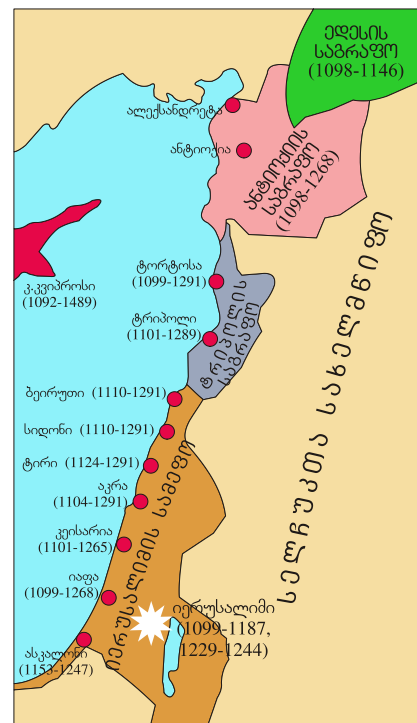 ედესის
საგრაფო
(1098-1146)
ალექსანდრეტა
ანტიოქია
ანტიოქიის
საგრაფო
(1098-1268)
ტორტოსა
(1099-1291)
კ.კვიპროსი
(1092-1489)
ტრიპოლი
(1101-1289)
ტრიპოლის
საგრაფო
სელჩუკთა სახელმწიფო
ბეირუთი (1110-1291)
სიდონი (1110-1291)
ტირი (1124-1291)
აკრა
(1104-1291)
კეისარია
(1101-1265)
იერუსალიმის სამეფო
იაფა
(1099-1268)
იერუსალიმი
(1099-1187,
1229-1244)
ასკალონი
(1153-1247)